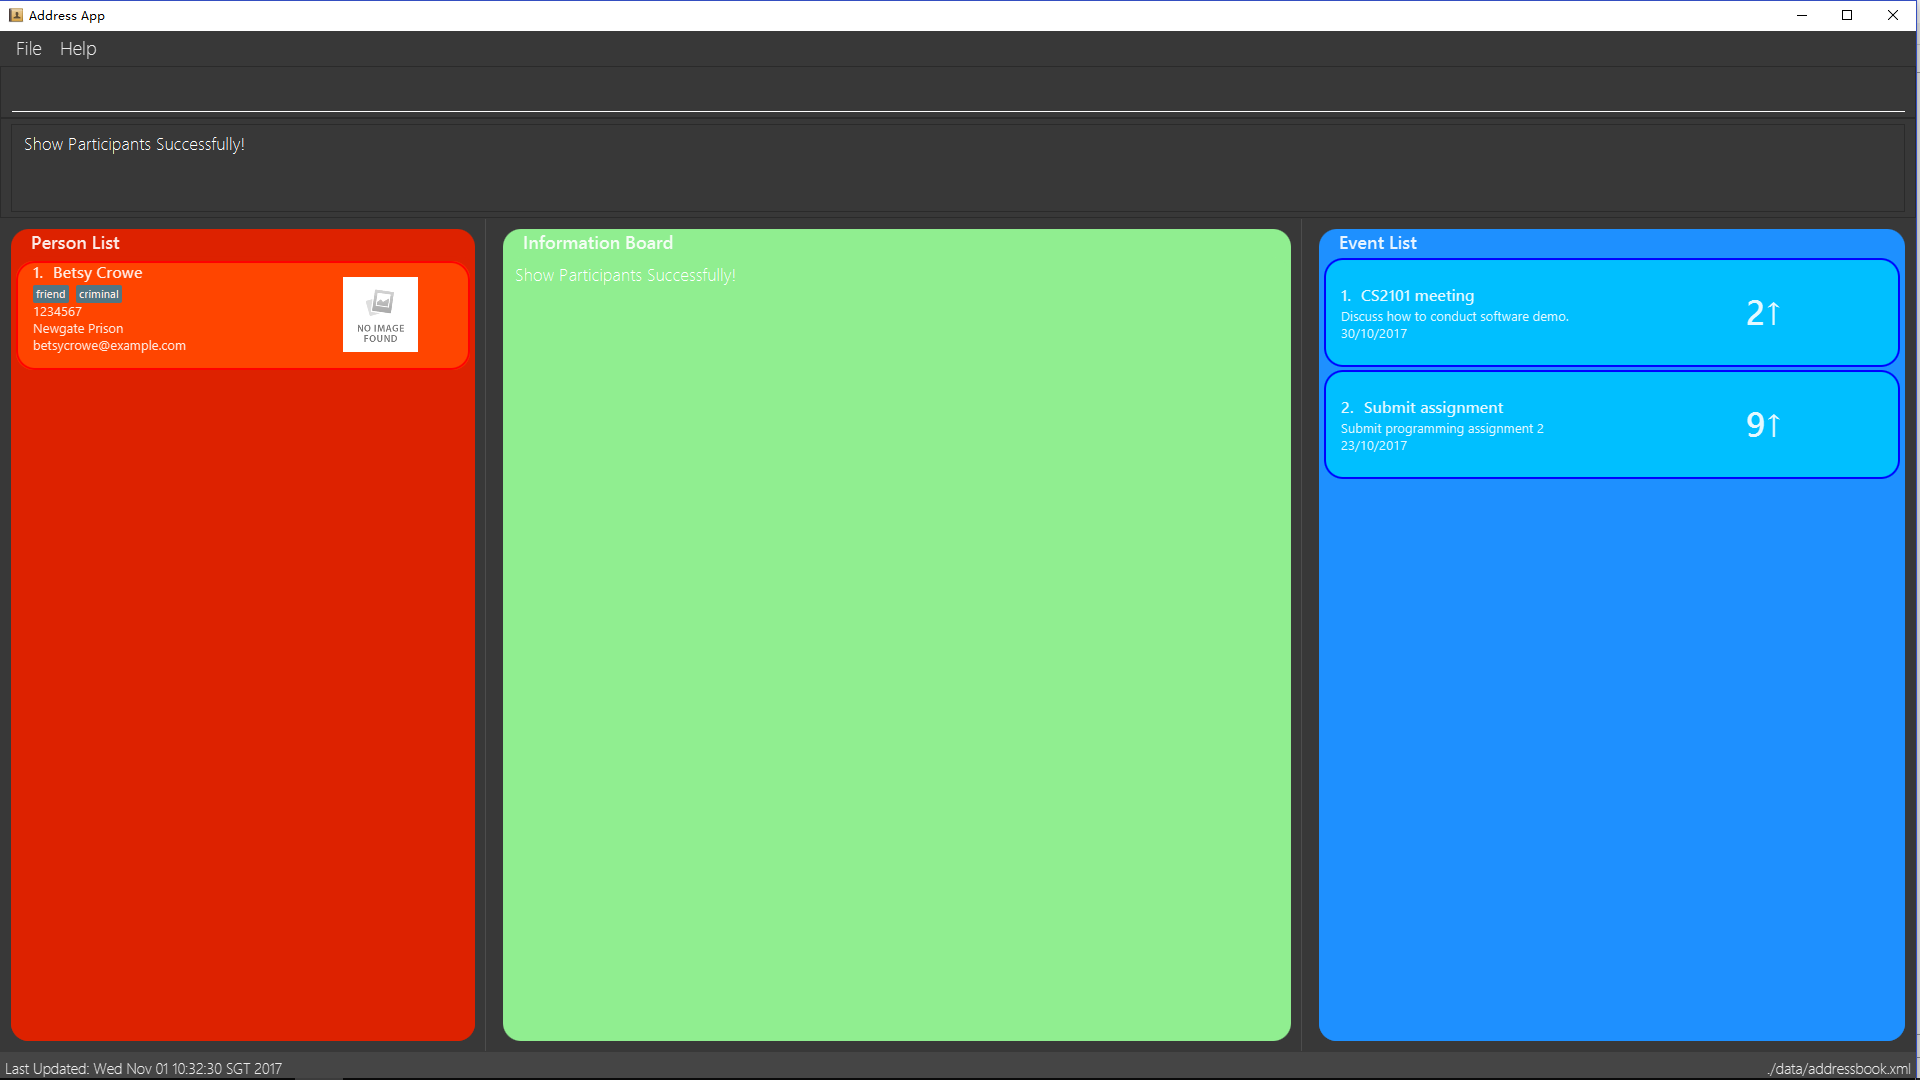 Address App
File Help
Show Participants Successfully!
Person List
1. Betsy Crowe
friend criminal
1234567
Newgate Prison
betsycrowe@example.com
NO IMAGE
FOUND
Information Board
Show Participants Successfully!
Event List
1. CS2101 meeting
Discuss how to conduct software demo.
30/10/2017
2↑
2. Submit assignment
Submit programming assignment 2
23/10/2017
9↑
Last Updated: Wed Nov 01 10:32:30 SGT 2017
./data/addressbook.xml